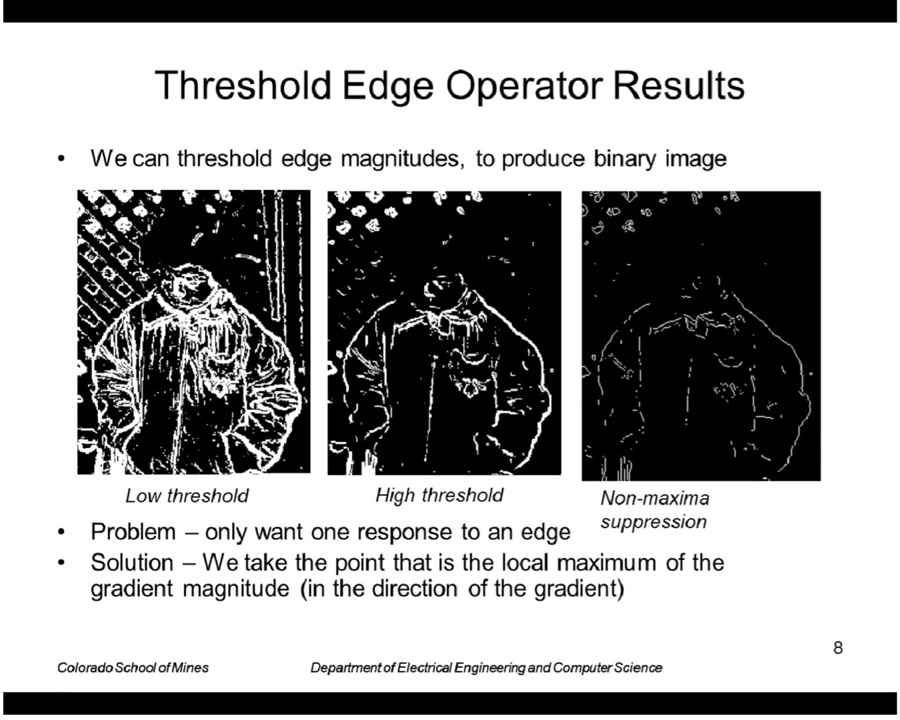 Threshold Edge Operator Results
• We can threshold edge magnitudes, to produce binary image
Low threshold
High threshold
Non-maxima
suppression
• Problem – only want one response to an edge
• Solution – We take the point that is the local maximum of the
gradient magnitude (in the direction of the gradient)
8
Colorado School of Mines
Department of Electrical Engineering and Computer Science